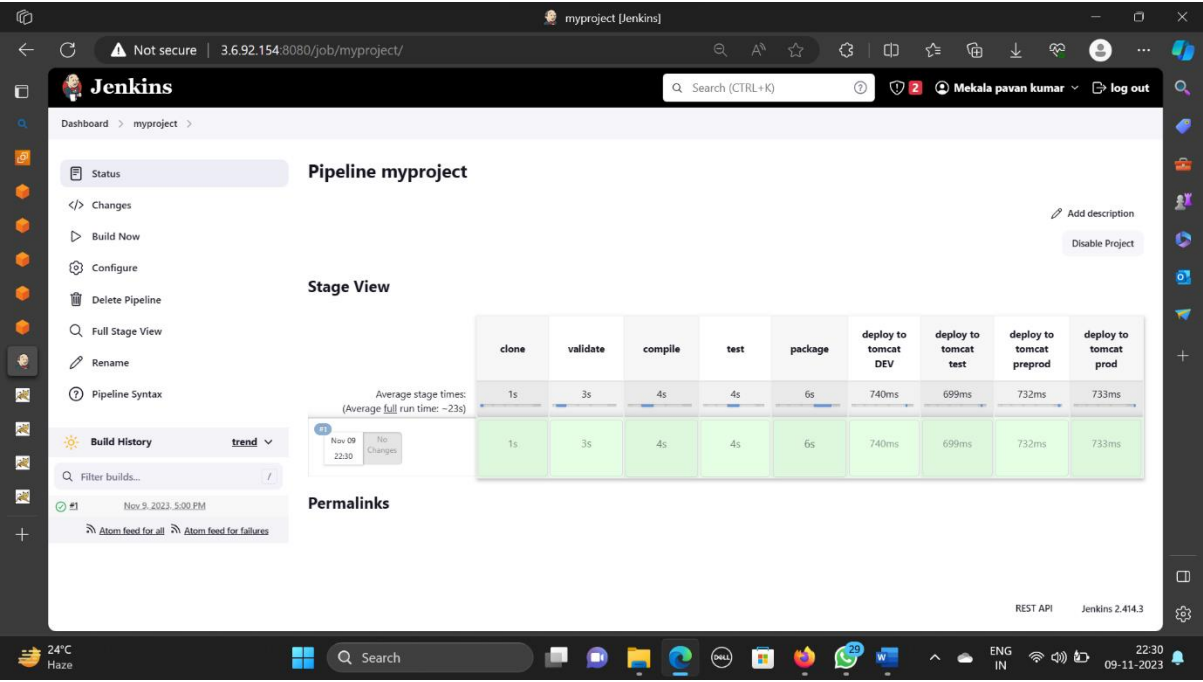 myproject [Jenkins]
Not secure | 3.6.92.154:8080/job/myproject/
Jenkins
Search (CTRL+K)
2
Mekala pavan kumar
log out
Dashboard > myproject >
Status
Changes
Build Now
Configure
Delete Pipeline
Full Stage View
Rename
Pipeline Syntax
Build History
trend
Filter builds...
/
#1
Nov 9, 2023, 5:00 PM
Atom feed for all
Atom feed for failures
Pipeline myproject
Add description
Disable Project
Stage View
clone
validate
compile
test
package
deploy to
tomcat
DEV
deploy to
tomcat
test
deploy to
tomcat
preprod
deploy to
tomcat
prod
Average stage times:
(Average full run time: ~23s)
1s
3s
4s
4s
6s
740ms
699ms
732ms
733ms
#1
Nov 09
22:30
No
Changes
1s
3s
4s
4s
6s
740ms
699ms
732ms
733ms
Permalinks
REST API
Jenkins 2.414.3
24°C
Haze
Search
DELL
29
W
ENG
IN
22:30
09-11-2023